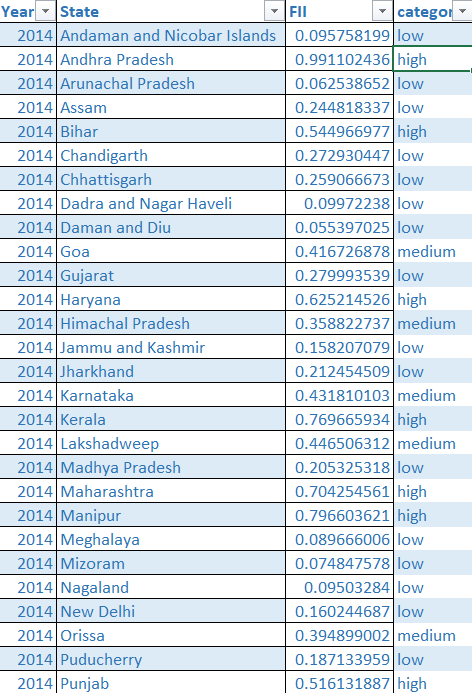 Year State FII categor
2014 Andaman and Nicobar Islands 0.095758199 low
2014 Andhra Pradesh 0.991102436 high
2014 Arunachal Pradesh 0.062538652 low
2014 Assam 0.244818337 low
2014 Bihar 0.544966977 high
2014 Chandigarth 0.272930447 low
2014 Chhattisgarh 0.259066673 low
2014 Dadra and Nagar Haveli 0.09972238 low
2014 Daman and Diu 0.055397025 low
2014 Goa 0.416726878 medium
2014 Gujarat 0.279993539 low
2014 Haryana 0.625214526 high
2014 Himachal Pradesh 0.358822737 medium
2014 Jammu and Kashmir 0.158207079 low
2014 Jharkhand 0.212454509 low
2014 Karnataka 0.431810103 medium
2014 Kerala 0.769665934 high
2014 Lakshadweep 0.446506312 medium
2014 Madhya Pradesh 0.205325318 low
2014 Maharashtra 0.704254561 high
2014 Manipur 0.796603621 high
2014 Meghalaya 0.089666006 low
2014 Mizoram 0.074847578 low
2014 Nagaland 0.09503284 low
2014 New Delhi 0.160244687 low
2014 Orissa 0.394899002 medium
2014 Puducherry 0.187133959 low
2014 Punjab 0.516131887 high